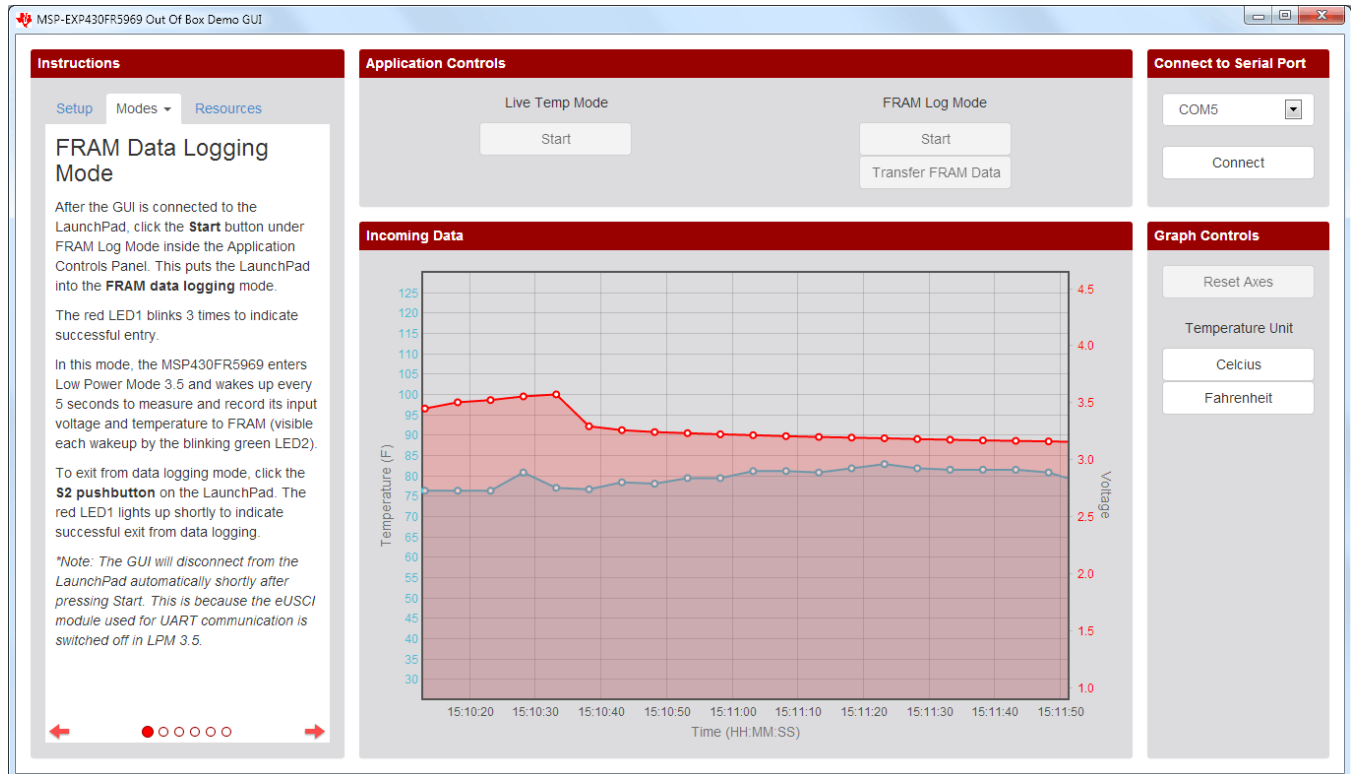 MSP-EXP430FR5969 Out Of Box Demo GUI
Instructions
Setup Modes Resources
FRAM Data Logging
Mode
After the GUI is connected to the
LaunchPad, click the Start button under
FRAM Log Mode inside the Application
Controls Panel. This puts the LaunchPad
into the FRAM data logging mode.
The red LED1 blinks 3 times to indicate
successful entry.
In this mode, the MSP430FR5969 enters
Low Power Mode 3.5 and wakes up every
5 seconds to measure and record its input
voltage and temperature to FRAM (visible
each wakeup by the blinking green LED2).
To exit from data logging mode, click the
S2 pushbutton on the LaunchPad. The
red LED1 lights up shortly to indicate
successful exit from data logging.
*Note: The GUI will disconnect from the
LaunchPad automatically shortly after
pressing Start. This is because the eUSCI
module used for UART communication is
switched off in LPM 3.5.
Application Controls
Live Temp Mode
Start
FRAM Log Mode
Start
Transfer FRAM Data
Connect to Serial Port
COM5
Connect
Incoming Data
Temperature (F)
125
120
115
110
105
100
95
90
85
80
75
70
65
60
55
50
45
40
35
30
4.5
4.0
3.5
3.0
2.5
2.0
1.5
1.0
Voltage
15:10:20 15:10:30 15:10:40 15:10:50 15:11:00 15:11:10 15:11:20 15:11:30 15:11:40 15:11:50
Time (HH:MM:SS)
Graph Controls
Reset Axes
Temperature Unit
Celcius
Fahrenheit